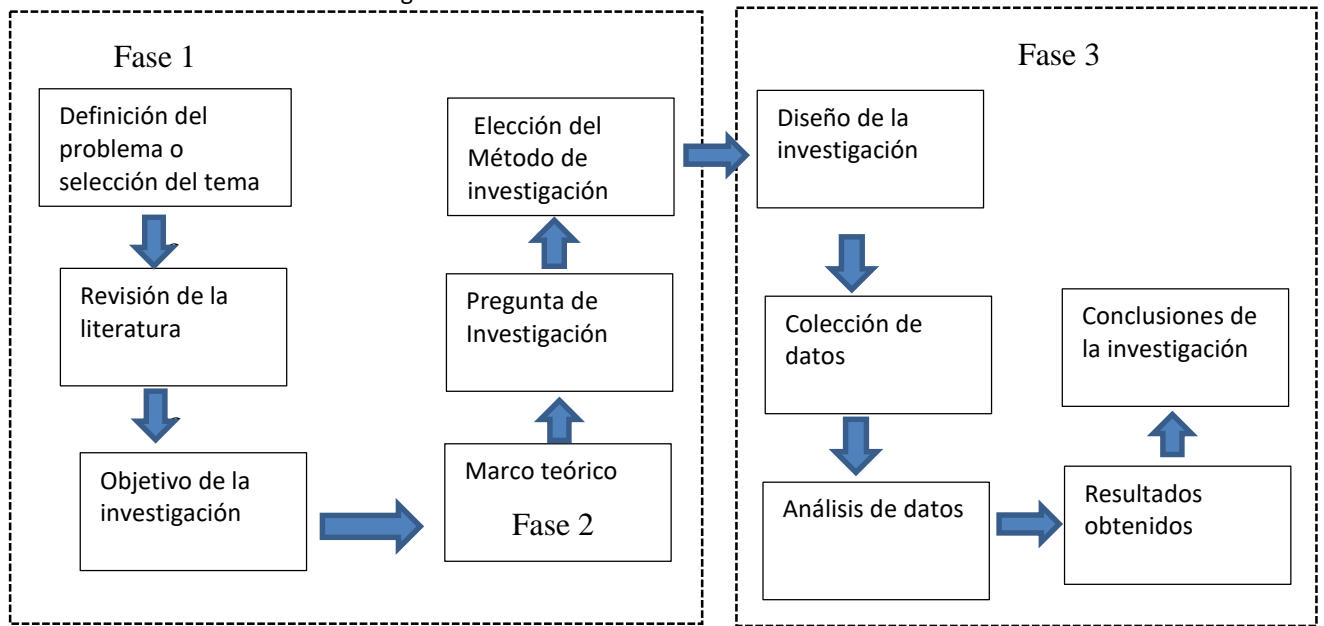 Fase 1
Definición del
problema o
selección del tema
Revisión de la
literatura
Objetivo de la
investigación
Marco teórico
Fase 2
Pregunta de
Investigación
Elección del
Método de
investigación
Fase 3
Diseño de la
investigación
Colección de
datos
Análisis de datos
Resultados
obtenidos
Conclusiones de
la investigación